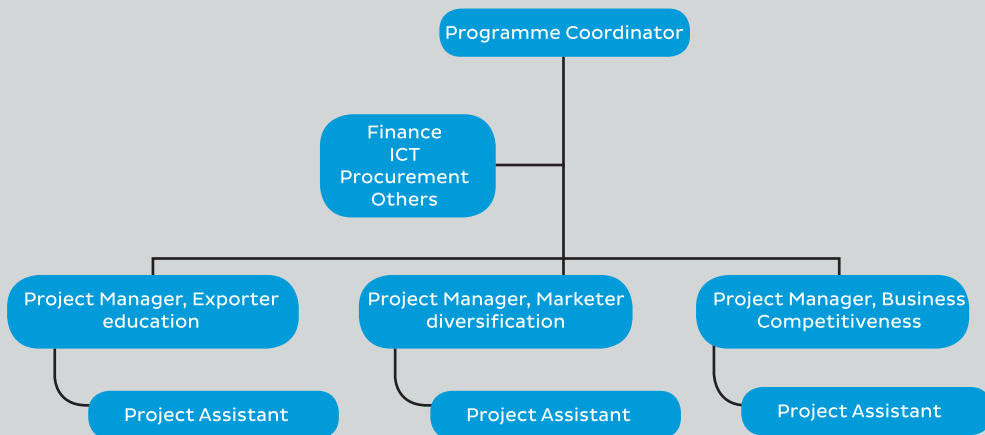 Programme Coordinator
Finance
ICT
Procurement
Others
Project Manager, Exporter
education
Project Manager, Marketer
diversification
Project Manager, Business
Competitiveness
Project Assistant
Project Assistant
Project Assistant